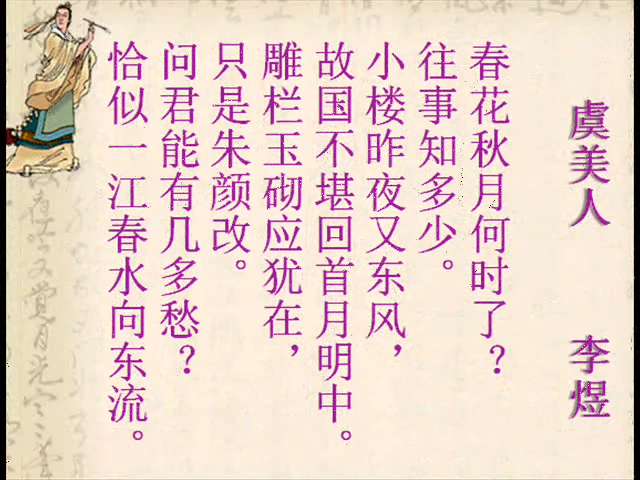 虞美人
李煜
春花秋月何时了？
往事知多少。
小楼昨夜又东风，
故国不堪回首月明中。
雕栏玉砌应犹在，
只是朱颜改。
问君能有几多愁？
恰似一江春水向东流。